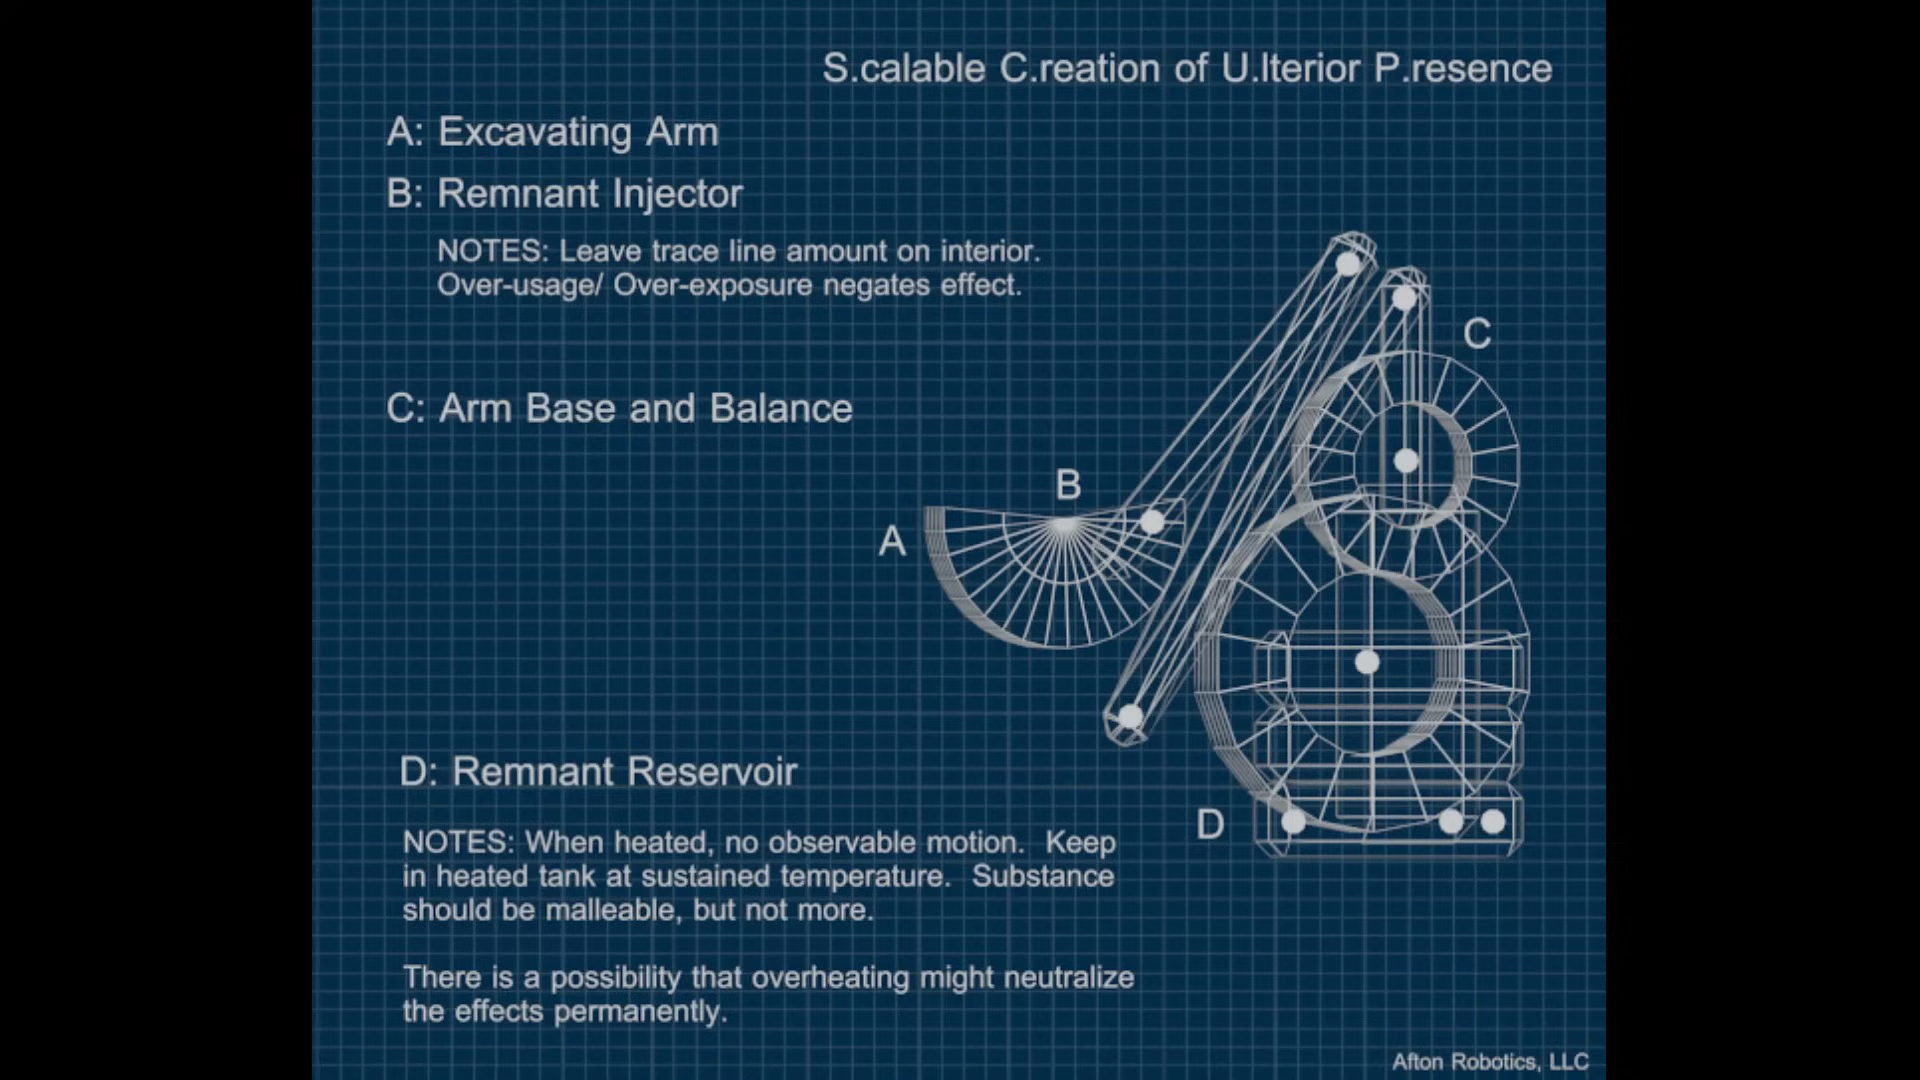 S.calable C.reation of U.lterior P.resence
A: Excavating Arm
B: Remnant Injector
NOTES: Leave trace line amount on interior.
Over-usage/ Over-exposure negates effect.
C
C: Arm Base and Balance
B
A
D: Remnant Reservoir
D
NOTES: When heated, no observable motion. Keep
in heated tank at sustained temperature. Substance
should be malleable, but not more.
There is a possibility that overheating might neutralize
the effects permanently.
Afton Robotics, LLC